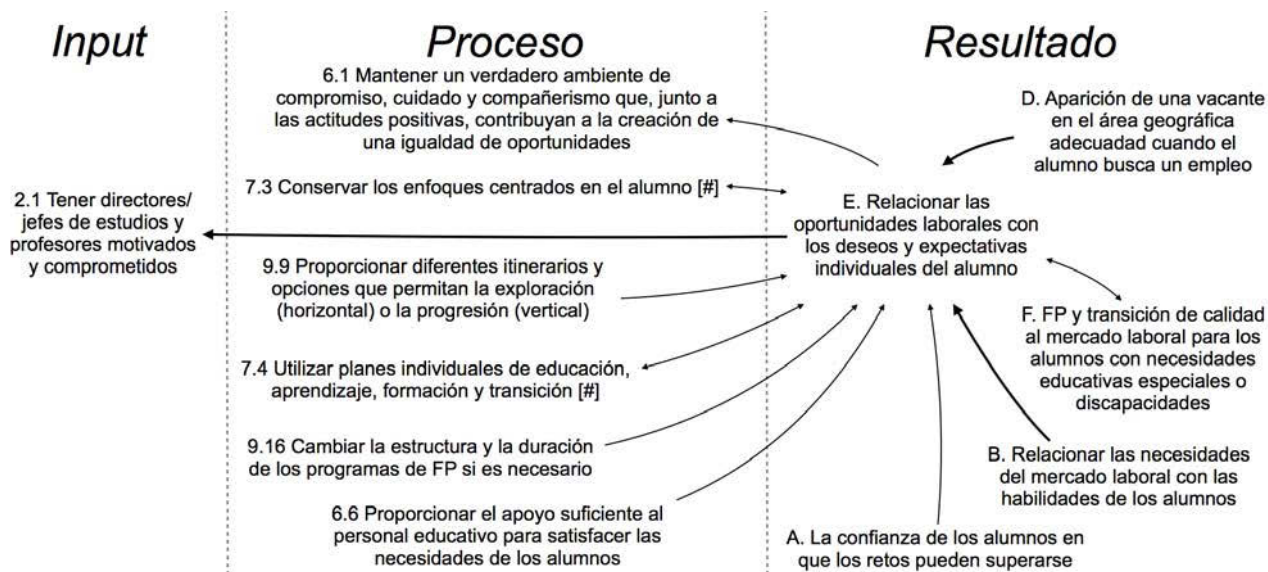 Input
Proceso
Resultado
6.1 Mantener un verdadero ambiente de
compromiso, cuidado y compañerismo que, junto a
las actitudes positivas, contribuyan a la creación de
una igualdad de oportunidades
7.3 Conservar los enfoques centrados en el alumno [#]
2.1 Tener directores/
jefes de estudios y
profesores motivados
y comprometidos
9.9 Proporcionar diferentes itinerarios y
opciones que permitan la exploración
(horizontal) o la progresión (vertical)
7.4 Utilizar planes individuales de educación,
aprendizaje, formación y transición [#]
9.16 Cambiar la estructura y la duración
de los programas de FP si es necesario
6.6 Proporcionar el apoyo suficiente al
personal educativo para satisfacer las
necesidades de los alumnos
D. Aparición de una vacante
en el área geográfica
adecuadad cuando el
alumno busca un empleo
E. Relacionar las
oportunidades laborales con
los deseos y expectativas
individuales del alumno
F. FP y transición de calidad
al mercado laboral para los
alumnos con necesidades
educativas especiales o
discapacidades
B. Relacionar las necesidades
del mercado laboral con las
habilidades de los alumnos
A. La confianza de los alumnos en
que los retos pueden superarse